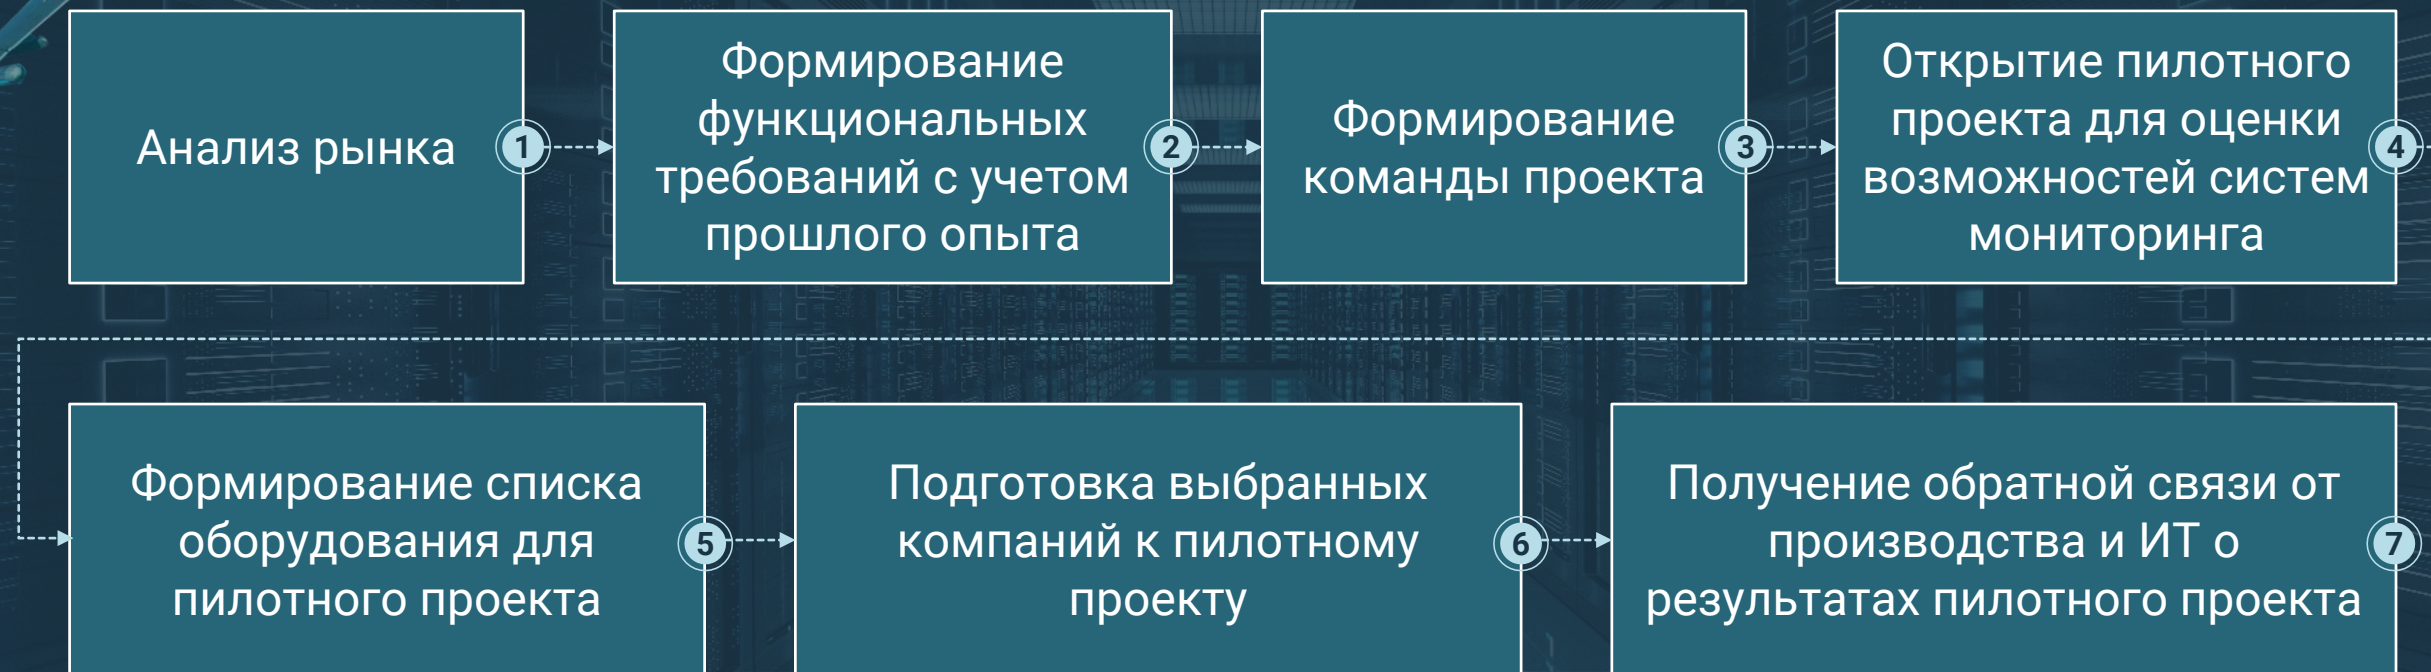 Анализ рынка
1
Формирование
функциональных
требований с учетом
прошлого опыта
2
Формирование
команды проекта
3
Открытие пилотного
проекта для оценки
возможностей систем
мониторинга
4
Формирование списка
оборудования для
пилотного проекта
5
Подготовка выбранных
компаний к пилотному
проекту
6
Получение обратной связи от
производства и ИТ о
результатах пилотного проекта
7